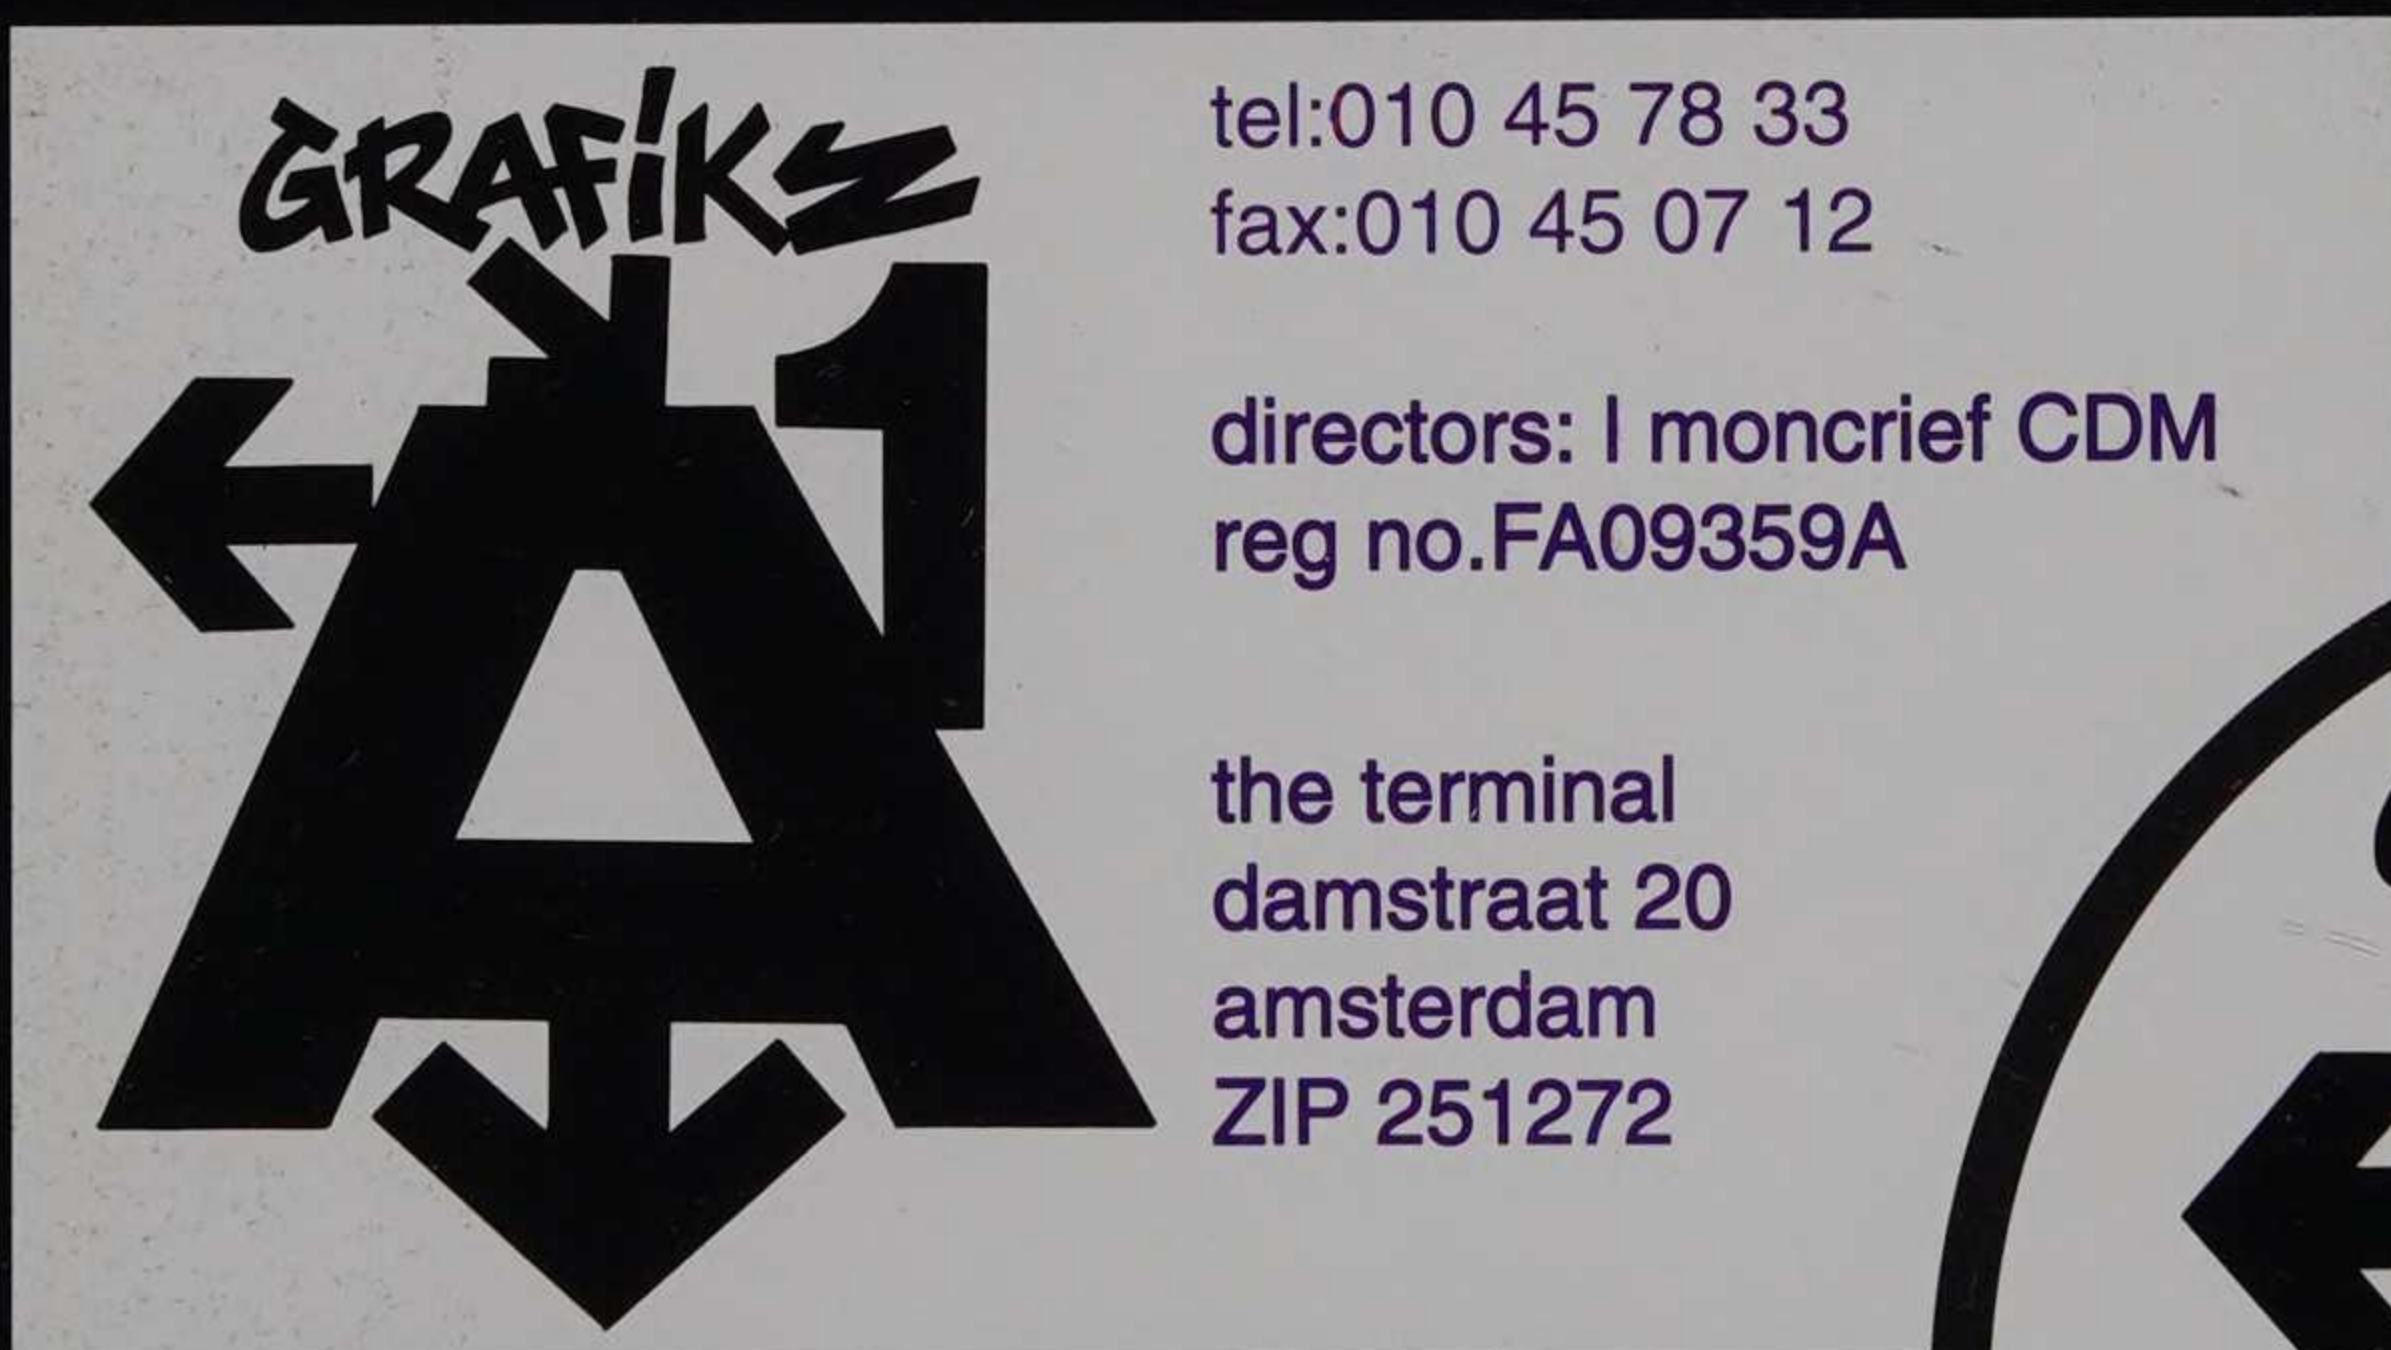 GRAFiKZ
A1
tel:010 45 78 33
fax:010 45 07 12
directors: I moncrief CDM
reg no.FA09359A
the terminal
damstraat 20
amsterdam
ZIP 251272